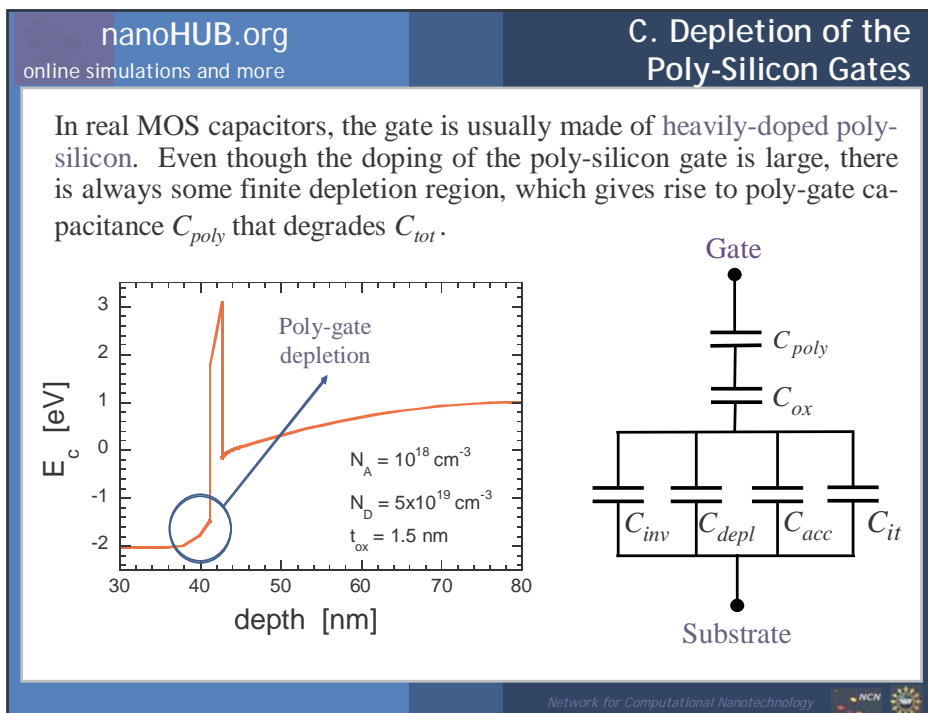 nanoHUB.org
online simulations and more
C. Depletion of the
Poly-Silicon Gates
In real MOS capacitors, the gate is usually made of heavily-doped poly-
silicon. Even though the doping of the poly-silicon gate is large, there
is always some finite depletion region, which gives rise to poly-gate ca-
pacitance C_poly that degrades C_tot.
3
2
1
0
-1
-2
E_c [eV]
Poly-gate
depletion
N_A = 10^18 cm^-3
N_D = 5x10^19 cm^-3
t_ox = 1.5 nm
30 40 50 60 70 80
depth [nm]
Gate
C_poly
C_ox
C_inv C_depl C_acc C_it
Substrate
Network for Computational Nanotechnology
NCN